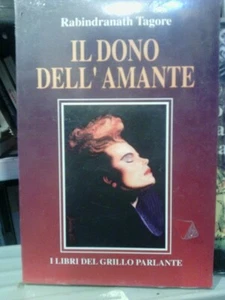 Rabindranath Tagore
IL DONO
DELL' AMANTE
I LIBRI DEL GRILLO PARLANTE